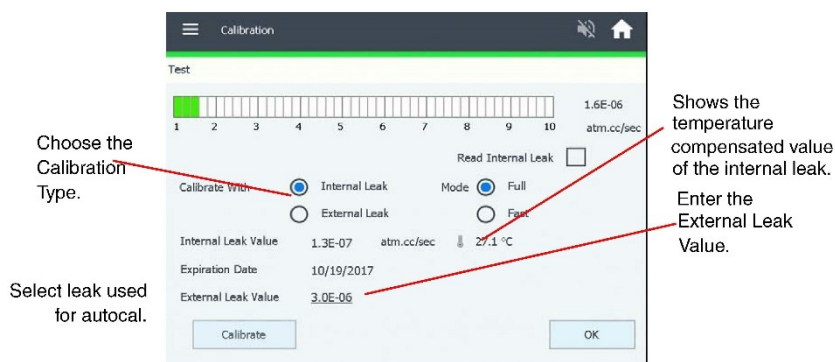 Calibration
Test
1.6E-06
1 2 3 4 5 6 7 8 9 10 atm.cc/sec
Read Internal Leak
Calibrate With Internal Leak Mode Full
External Leak Fast
Internal Leak Value 1.3E-07 atm.cc/sec 27.1 °C
Expiration Date 10/19/2017
External Leak Value 3.0E-06
Calibrate OK
Choose the
Calibration
Type.
Select leak used
for autocal.
Shows the
temperature
compensated value
of the internal leak.
Enter the
External Leak
Value.